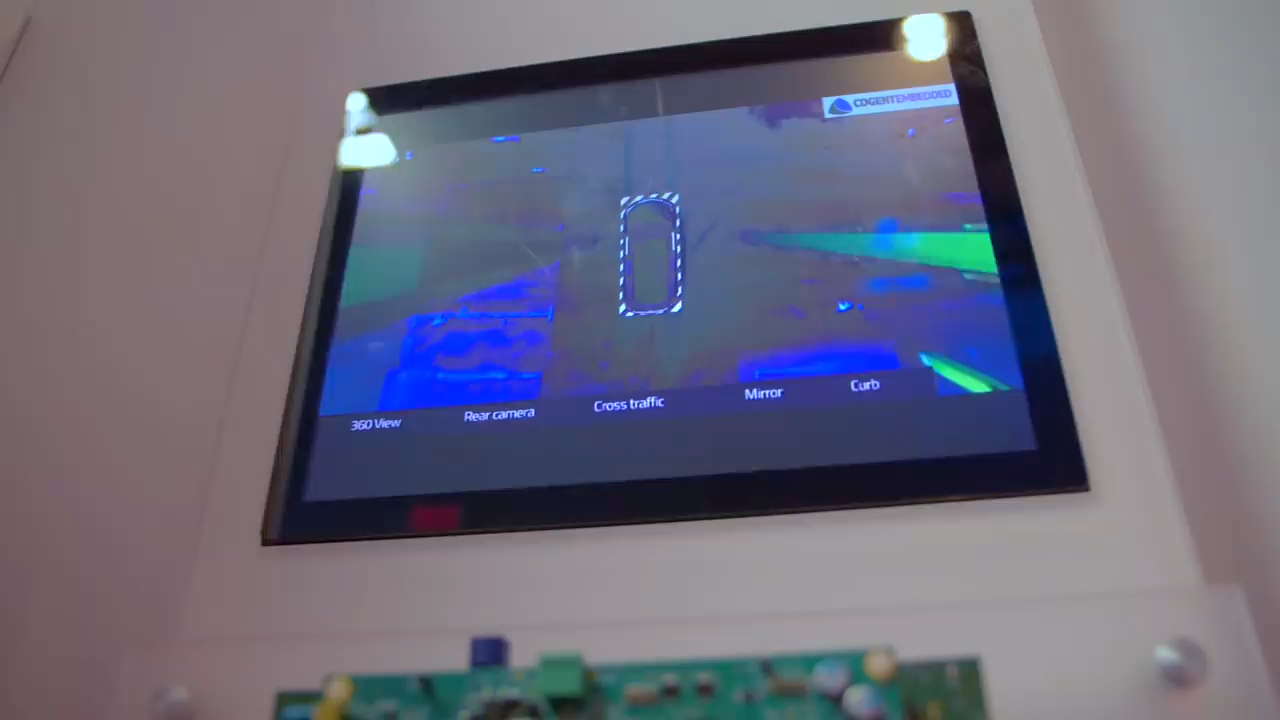 COGENTEMBEDDED
360 View
Rear camera
Cross traffic
Mirror
Curb